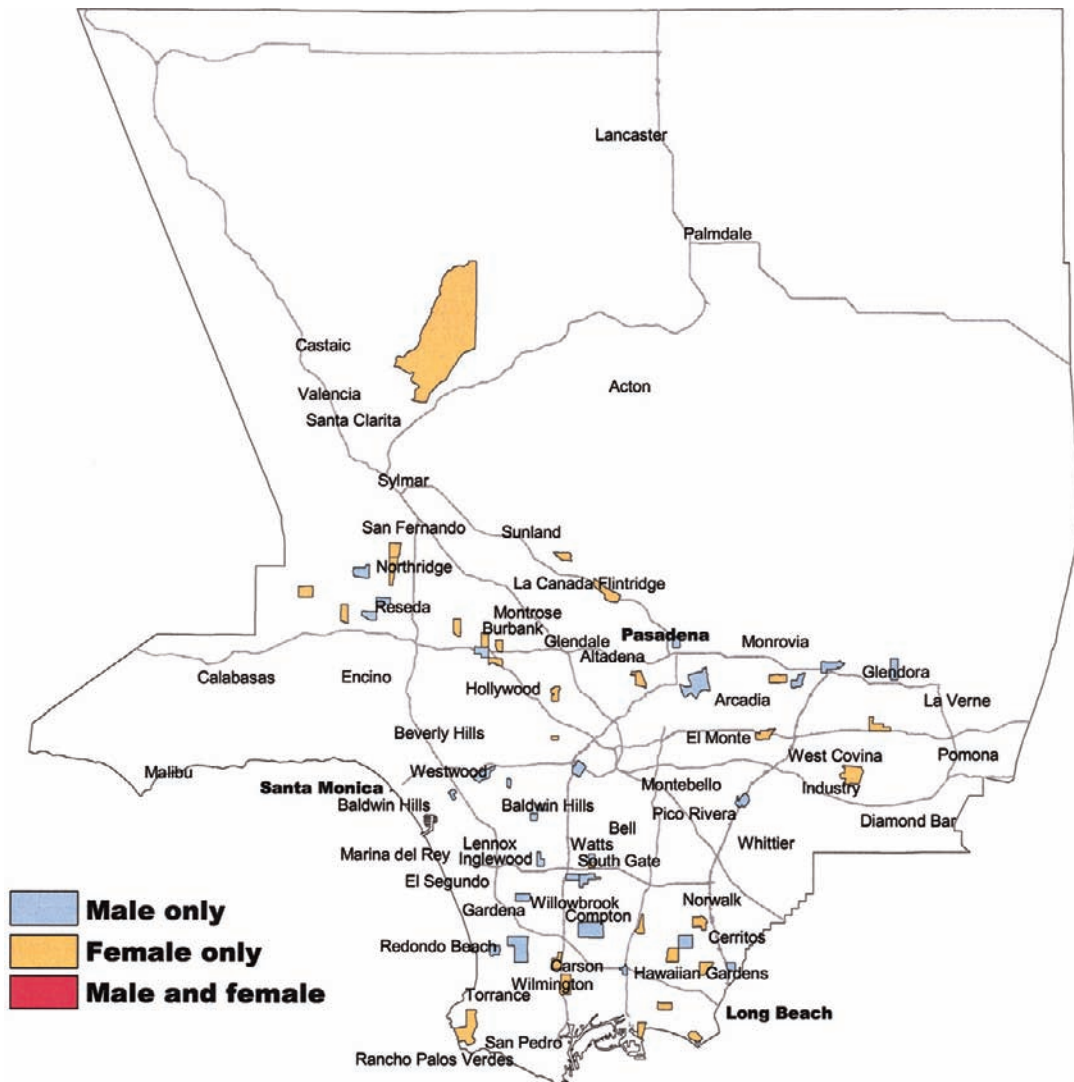 Lancaster
Palmdale
Castaic
Acton
Valencia
Santa Clarita
Sylmar
San Fernando
Sunland
Northridge
La Canada Flintridge
Reseda
Montrose
Burbank
Glendale
Pasadena
Monrovia
Altadena
Calabasas
Encino
Hollywood
Arcadia
Glendora
La Verne
Beverly Hills
El Monte
West Covina
Pomona
Malibu
Westwood
Santa Monica
Montebello
Industry
Baldwin Hills
Baldwin Hills
Pico Rivera
Diamond Bar
Bell
Marina del Rey
Lennox
Inglewood
Watts
South Gate
Whittier
El Segundo
Gardena
Willowbrook
Compton
Norwalk
Redondo Beach
Cerritos
Carson
Hawaiian Gardens
Wilmington
Torrance
Long Beach
San Pedro
Rancho Palos Verdes
Male only
Female only
Male and female